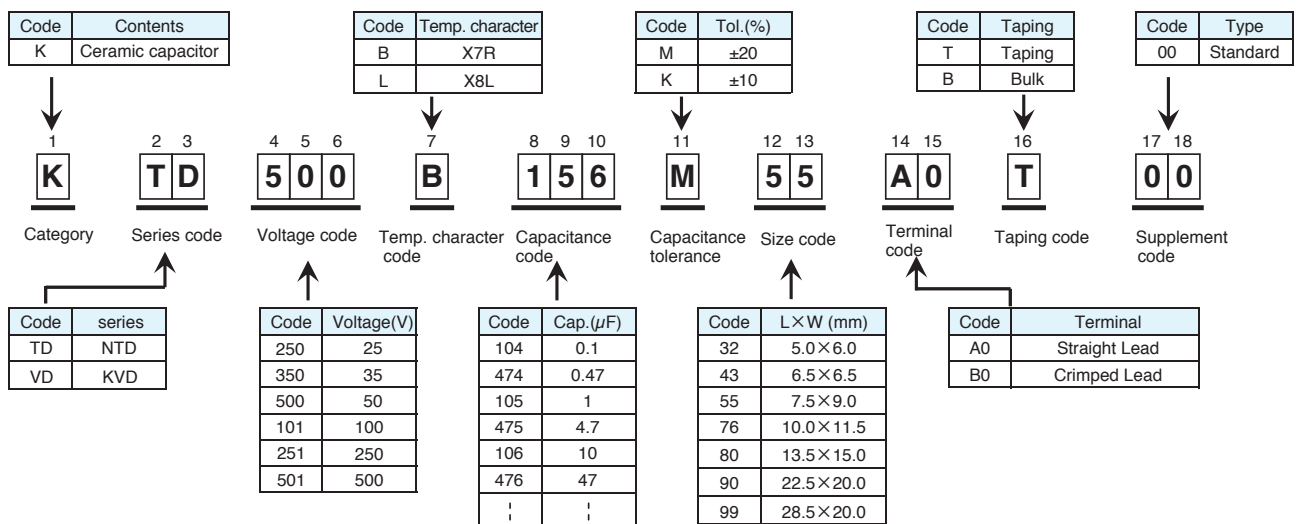 Code Contents
K Ceramic capacitor
Code Temp. character
B X7R
L X8L
Code Tol.(%)
M ±20
K ±10
Code Taping
T Taping
B Bulk
Code Type
00 Standard
1 2 3 4 5 6 7 8 9 10 11 12 13 14 15 16 17 18
K T D 5 0 0 B 1 5 6 M 5 5 A 0 T 0 0
Category
Series code
Voltage code
Temp. character
code
Capacitance
code
Capacitance
tolerance
Size code
Terminal
code
Taping code
Supplement
code
Code series
TD NTD
VD KVD
Code Voltage(V)
250 25
350 35
500 50
101 100
251 250
501 500
Code Cap.(μF)
104 0.1
474 0.47
105 1
475 4.7
106 10
476 47
Code L×W (mm)
32 5.0×6.0
43 6.5×6.5
55 7.5×9.0
76 10.0×11.5
80 13.5×15.0
90 22.5×20.0
99 28.5×20.0
Code Terminal
A0 Straight Lead
B0 Crimped Lead